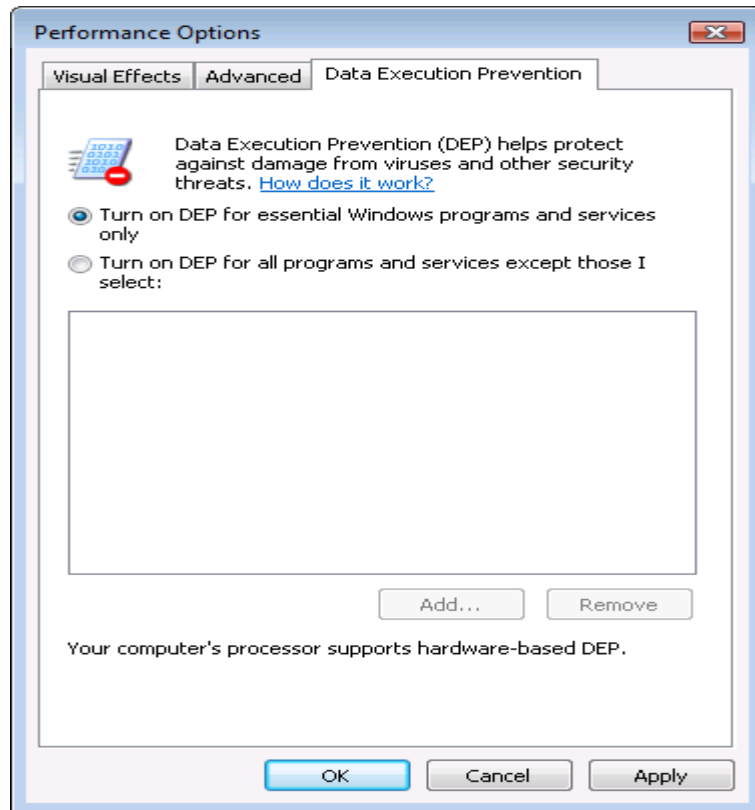 Performance Options
Visual Effects
Advanced
Data Execution Prevention
Data Execution Prevention (DEP) helps protect
against damage from viruses and other security
threats. How does it work?
Turn on DEP for essential Windows programs and services
only
Turn on DEP for all programs and services except those I
select:
Add...
Remove
Your computer's processor supports hardware-based DEP.
OK
Cancel
Apply